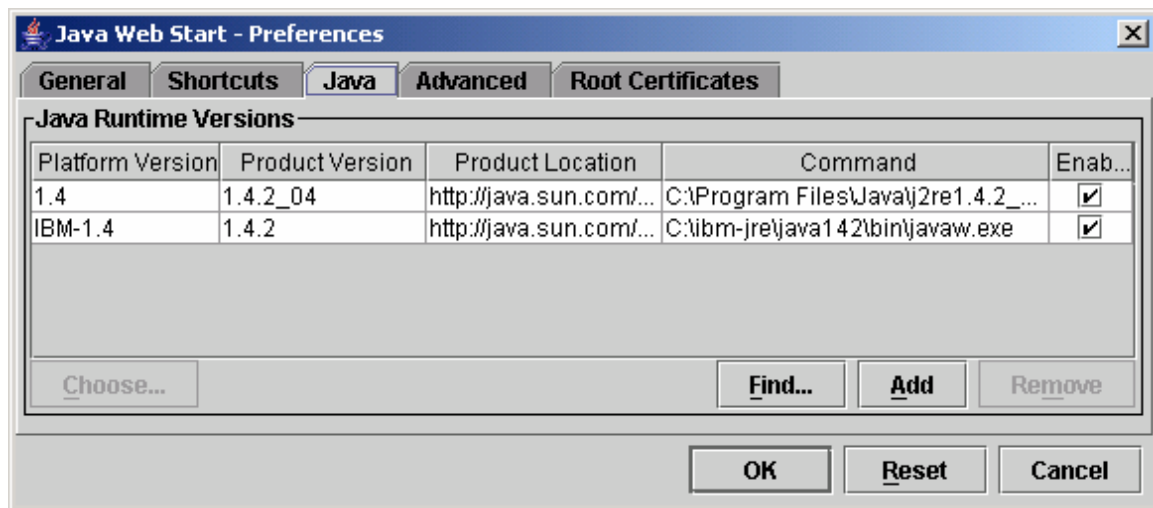 Java Web Start - Preferences
General Shortcuts Java Advanced Root Certificates
Java Runtime Versions
Platform Version Product Version Product Location Command Enab...
1.4 1.4.2_04 http://java.sun.com/... C:\Program Files\Java\j2re1.4.2_...
IBM-1.4 1.4.2 http://java.sun.com/... C:\ibm-jre\java142\bin\javaw.exe
Choose... Find... Add Remove
OK Reset Cancel